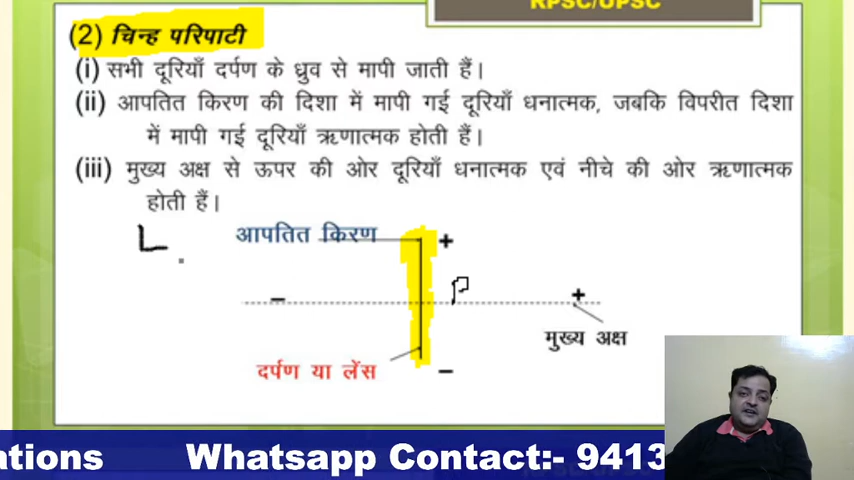 RPSC/UPSC
(2) चिन्ह परिपाटी
(i) सभी दूरियाँ दर्पण के ध्रुव से मापी जाती हैं।
(ii) आपतित किरण की दिशा में मापी गई दूरियाँ धनात्मक, जबकि विपरीत दिशा
में मापी गई दूरियाँ ऋणात्मक होती हैं।
(iii) मुख्य अक्ष से ऊपर की ओर दूरियाँ धनात्मक एवं नीचे की ओर ऋणात्मक
होती हैं।
L
आपतित किरण +
P
− +
मुख्य अक्ष
दर्पण या लेंस −
ations Whatsapp Contact:- 9413